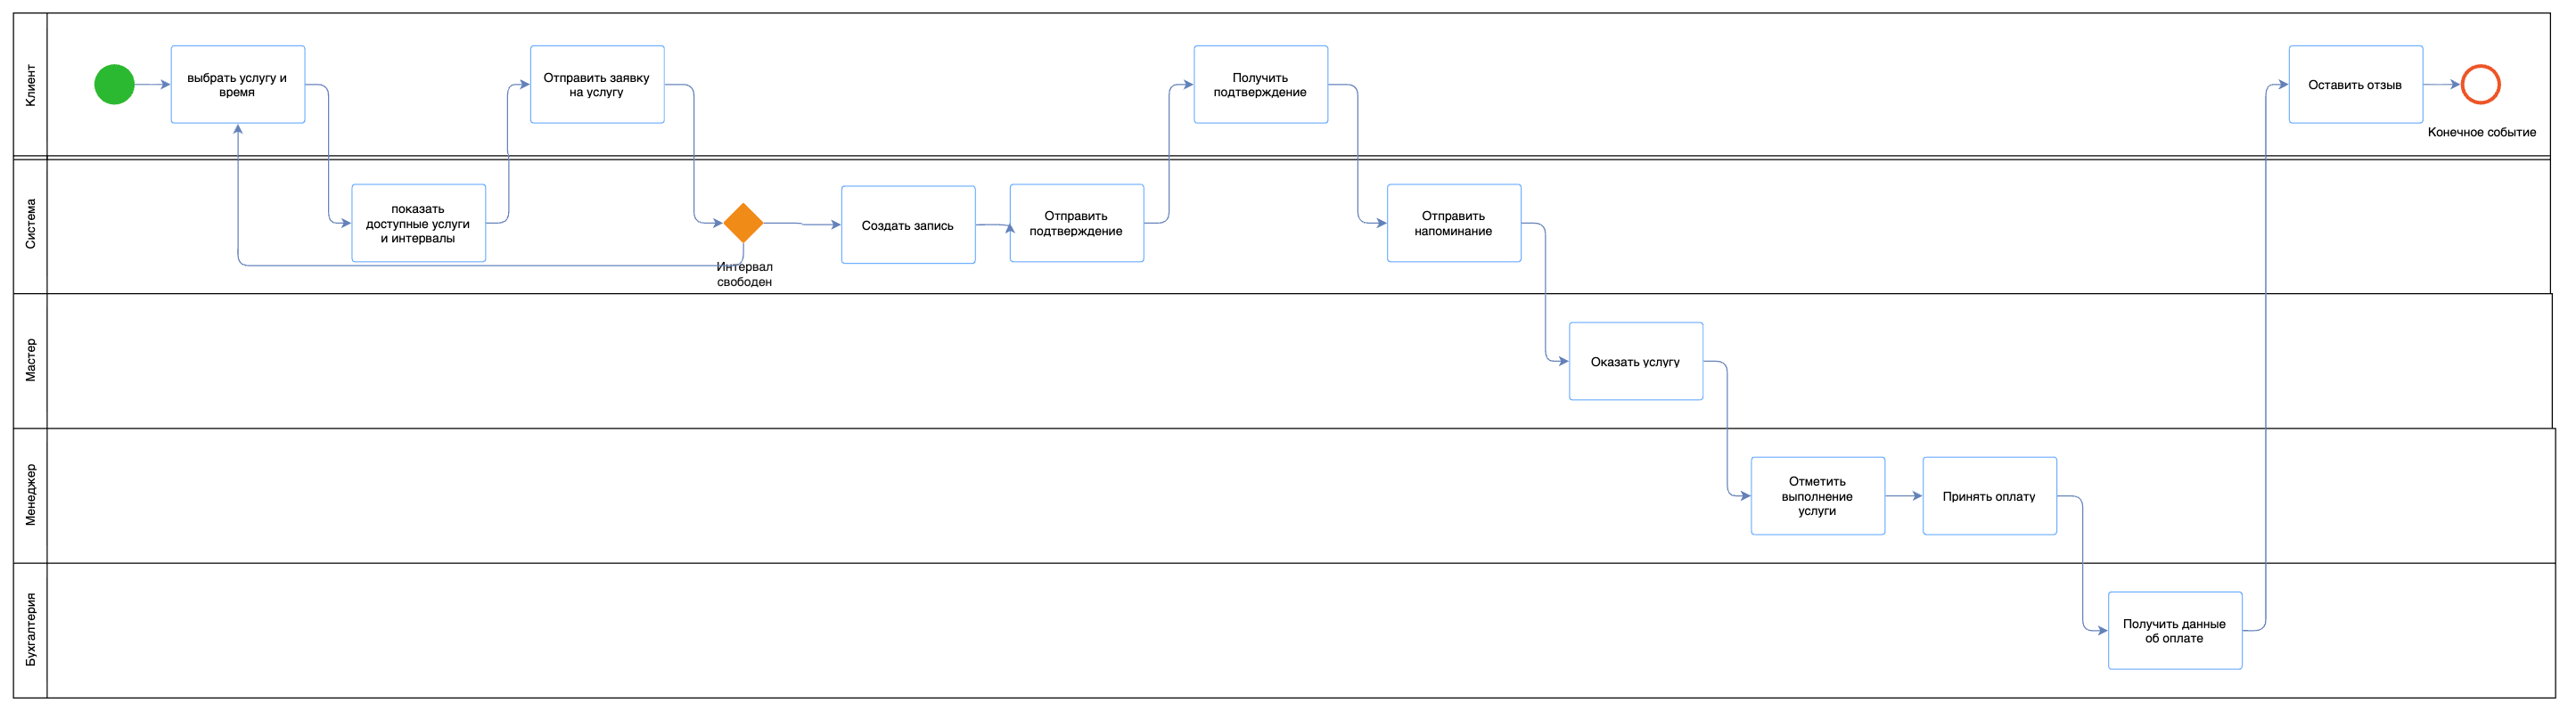 Клиент
выбрать услугу и
время
Отправить заявку
на услугу
Получить
подтверждение
Оставить отзыв
Конечное событие
Система
показать
доступные услуги
и интервалы
Интервал
свободен
Создать запись
Отправить
подтверждение
Отправить
напоминание
Мастер
Оказать услугу
Менеджер
Отметить
выполнение
услуги
Принять оплату
Бухгалтерия
Получить данные
об оплате